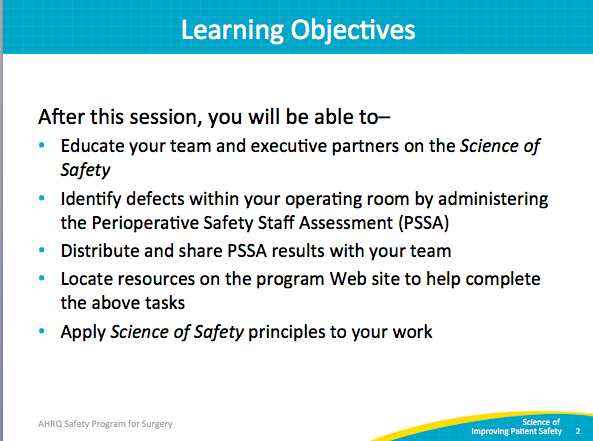 Learning Objectives
After this session, you will be able to–
• Educate your team and executive partners on the Science of
Safety
• Identify defects within your operating room by administering
the Perioperative Safety Staff Assessment (PSSA)
• Distribute and share PSSA results with your team
• Locate resources on the program Web site to help complete
the above tasks
• Apply Science of Safety principles to your work
AHRQ Safety Program for Surgery
Science of
Improving Patient Safety 2